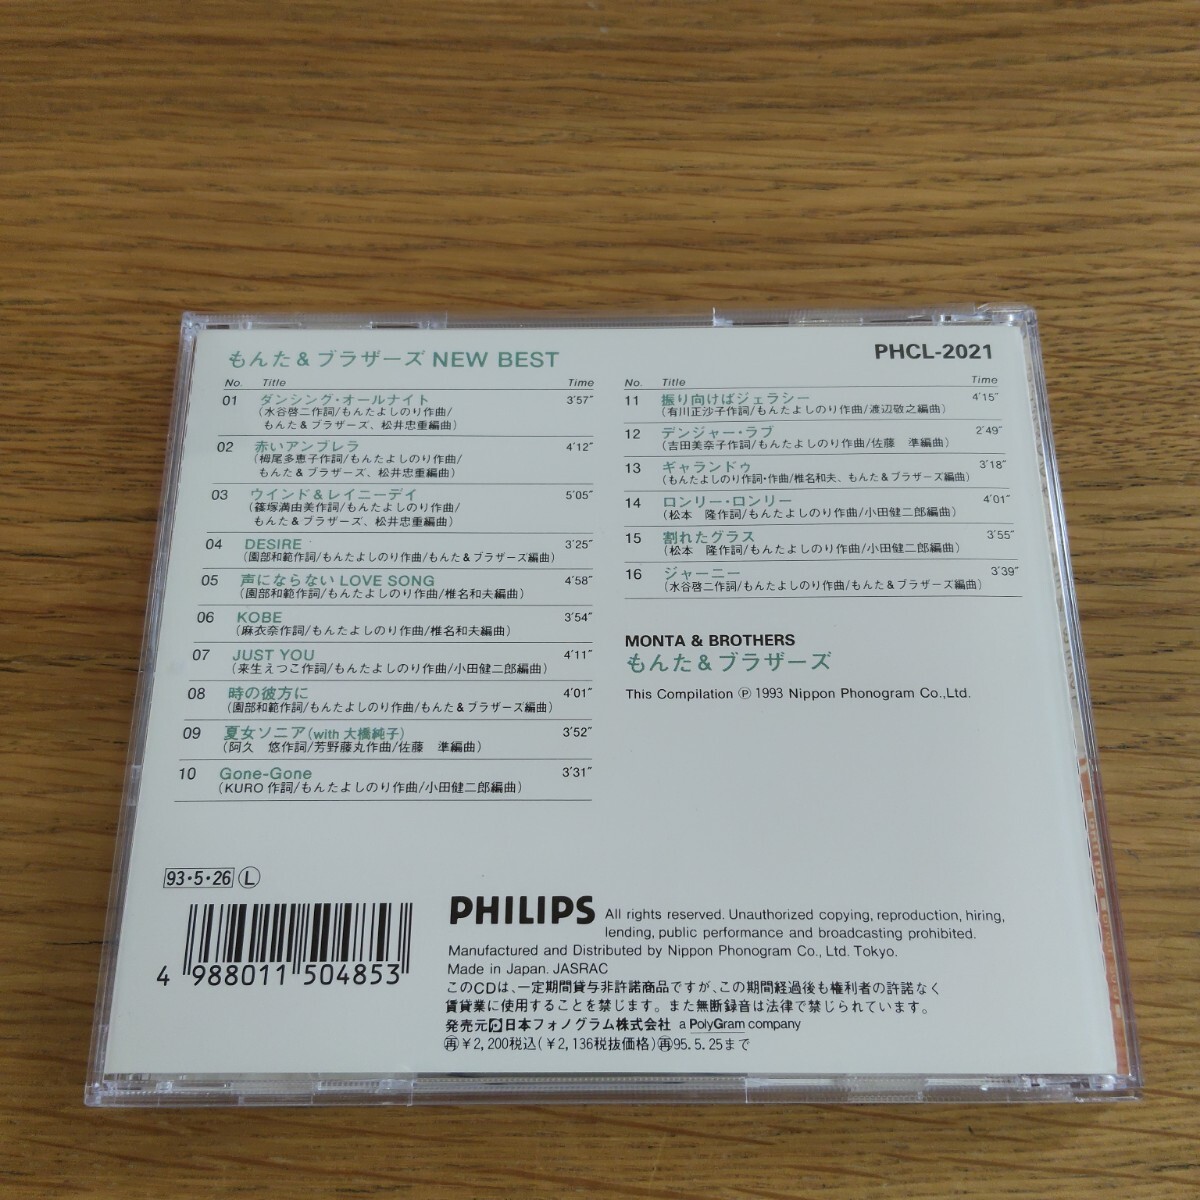 もんた&ブラザーズ NEW BEST
PHCL-2021
No. Title Time
01 ダンシング・オールナイト 3'57"
(水谷啓二作詞/もんたよしのり作曲/
もんた&ブラザーズ、松井忠重編曲)
02 赤いアンブレラ 4'12"
(栂尾多恵子作詞/もんたよしのり作曲/
もんた&ブラザーズ、松井忠重編曲)
03 ウインド&レイニーデイ 5'05"
(篠塚満由美作詞/もんたよしのり作曲/
もんた&ブラザーズ、松井忠重編曲)
04 DESIRE 3'25"
(園部和範作詞/もんたよしのり作曲/もんた&ブラザーズ編曲)
05 声にならない LOVE SONG 4'58"
(園部和範作詞/もんたよしのり作曲/椎名和夫編曲)
06 KOBE 3'54"
(麻衣奈作詞/もんたよしのり作曲/椎名和夫編曲)
07 JUST YOU 4'11"
(来生えつこ作詞/もんたよしのり作曲/小田健二郎編曲)
08 時の彼方に 4'01"
(園部和範作詞/もんたよしのり作曲/もんた&ブラザーズ編曲)
09 夏女ソニア(with 大橋純子) 3'52"
(阿久 悠作詞/芳野藤丸作曲/佐藤 準編曲)
10 Gone-Gone 3'31"
(KURO 作詞/もんたよしのり作曲/小田健二郎編曲)
No. Title Time
11 振り向けばジェラシー 4'15"
(有川正沙子作詞/もんたよしのり作曲/渡辺敬之編曲)
12 デンジャー・ラブ 2'49"
(吉田美奈子作詞/もんたよしのり作曲/佐藤 準編曲)
13 ギャランドゥ 3'18"
(もんたよしのり作詞・作曲/椎名和夫、もんた&ブラザーズ編曲)
14 ロンリー・ロンリー 4'01"
(松本 隆作詞/もんたよしのり作曲/小田健二郎編曲)
15 割れたグラス 3'55"
(松本 隆作詞/もんたよしのり作曲/小田健二郎編曲)
16 ジャーニー 3'39"
(水谷啓二作詞/もんたよしのり作曲/もんた&ブラザーズ編曲)
MONTA & BROTHERS
もんた&ブラザーズ
This Compilation Ⓟ 1993 Nippon Phonogram Co.,Ltd.
93・5・26 Ⓛ
4 988011 504853
PHILIPS All rights reserved. Unauthorized copying, reproduction, hiring,
lending, public performance and broadcasting prohibited.
Manufactured and Distributed by Nippon Phonogram Co., Ltd. Tokyo.
Made in Japan. JASRAC
このCDは、一定期間貸与非許諾商品ですが、この期間経過後も権利者の許諾なく
賃貸業に使用することを禁じます。また無断録音は法律で禁じられています。
発売元 日本フォノグラム株式会社 a PolyGram company
㊥¥2,200税込(¥2,136税抜価格)㊥95.5.25まで